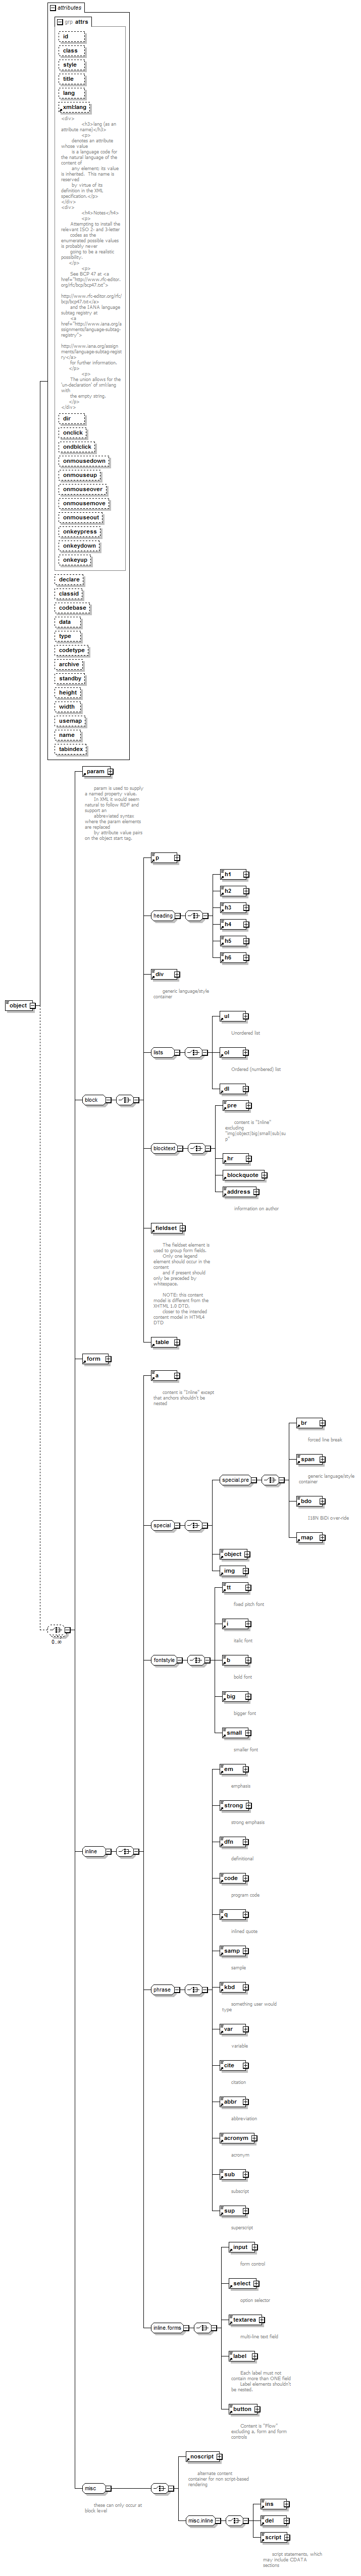 attributes
grp attrs
id
class
style
title
lang
xml:lang
<div>
<h3>lang (as an
attribute name)</h3>
<p>
denotes an attribute
whose value
is a language code for
the natural language of the
content of
any element; its value
is inherited. This name is
reserved
by virtue of its
definition in the XML
specification.</p>
</div>
<div>
<h4>Notes</h4>
<p>
Attempting to install the
relevant ISO 2- and 3-letter
codes as the
enumerated possible values
is probably never
going to be a realistic
possibility.
</p>
<p>
See BCP 47 at <a
href="http://www.rfc-editor.
org/rfc/bcp/bcp47.txt">
http://www.rfc-editor.org/rfc/
bcp/bcp47.txt</a>
and the IANA language
subtag registry at
<a
href="http://www.iana.org/a
ssignments/language-subtag-
registry">
http://www.iana.org/assign
ments/language-subtag-regist
ry</a>
for further information.
</p>
<p>
The union allows for the
'un-declaration' of xml:lang
with
the empty string.
</p>
</div>
dir
onclick
ondblclick
onmousedown
onmouseup
onmouseover
onmousemove
onmouseout
onkeypress
onkeydown
onkeyup
declare
classid
codebase
data
type
codetype
archive
standby
height
width
usemap
name
tabindex
object
0..∞
param
param is used to supply
a named property value.
In XML it would seem
natural to follow RDF and
support an
abbreviated syntax
where the param elements
are replaced
by attribute value pairs
on the object start tag.
block
p
heading
h1
h2
h3
h4
h5
h6
div
generic language/style
container
lists
ul
Unordered list
ol
Ordered (numbered) list
dl
blocktext
pre
content is "Inline"
excluding
"img|object|big|small|sub|su
p"
hr
blockquote
address
information on author
fieldset
The fieldset element is
used to group form fields.
Only one legend
element should occur in the
content
and if present should
only be preceded by
whitespace.
NOTE: this content
model is different from the
XHTML 1.0 DTD,
closer to the intended
content model in HTML4
DTD
table
form
inline
a
content is "Inline" except
that anchors shouldn't be
nested
special
special.pre
br
forced line break
span
generic language/style
container
bdo
I18N BiDi over-ride
map
object
img
fontstyle
tt
fixed pitch font
i
italic font
b
bold font
big
bigger font
small
smaller font
phrase
em
emphasis
strong
strong emphasis
dfn
definitional
code
program code
q
inlined quote
samp
sample
kbd
something user would
type
var
variable
cite
citation
abbr
abbreviation
acronym
acronym
sub
subscript
sup
superscript
inline.forms
input
form control
select
option selector
textarea
multi-line text field
label
Each label must not
contain more than ONE field
Label elements shouldn't
be nested.
button
Content is "Flow"
excluding a, form and form
controls
misc
these can only occur at
block level
noscript
alternate content
container for non script-based
rendering
misc.inline
ins
del
script
script statements, which
may include CDATA
sections